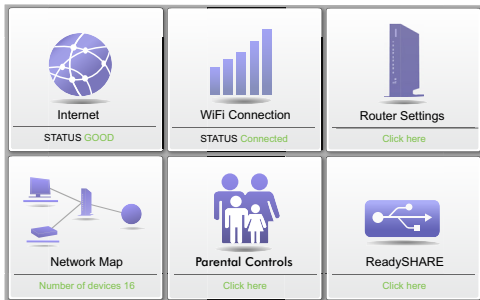 Internet
STATUS GOOD
WiFi Connection
STATUS Connected
Router Settings
Click here
Network Map
Number of devices 16
Parental Controls
Click here
ReadySHARE
Click here